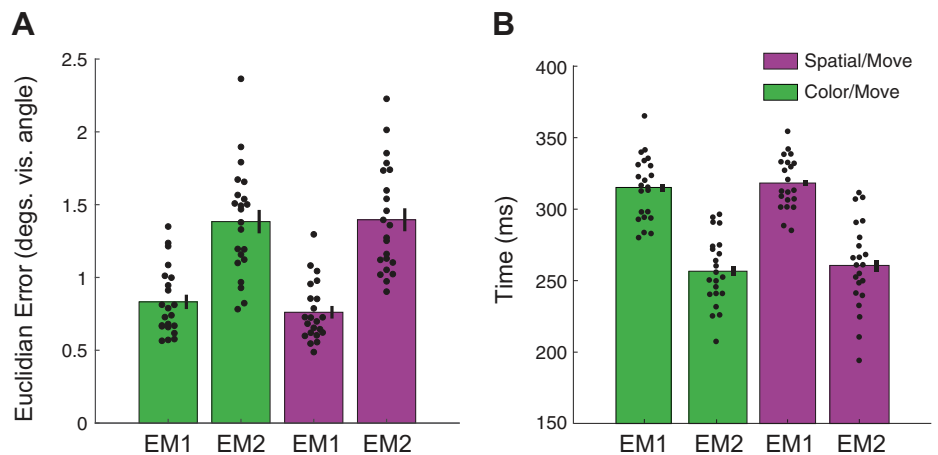 A
Euclidian Error (degs. vis. angle)
2.5
2
1.5
1
0.5
0
EM1 EM2 EM1 EM2
B
Time (ms)
400
350
300
250
200
150
Spatial/Move
Color/Move
EM1 EM2 EM1 EM2